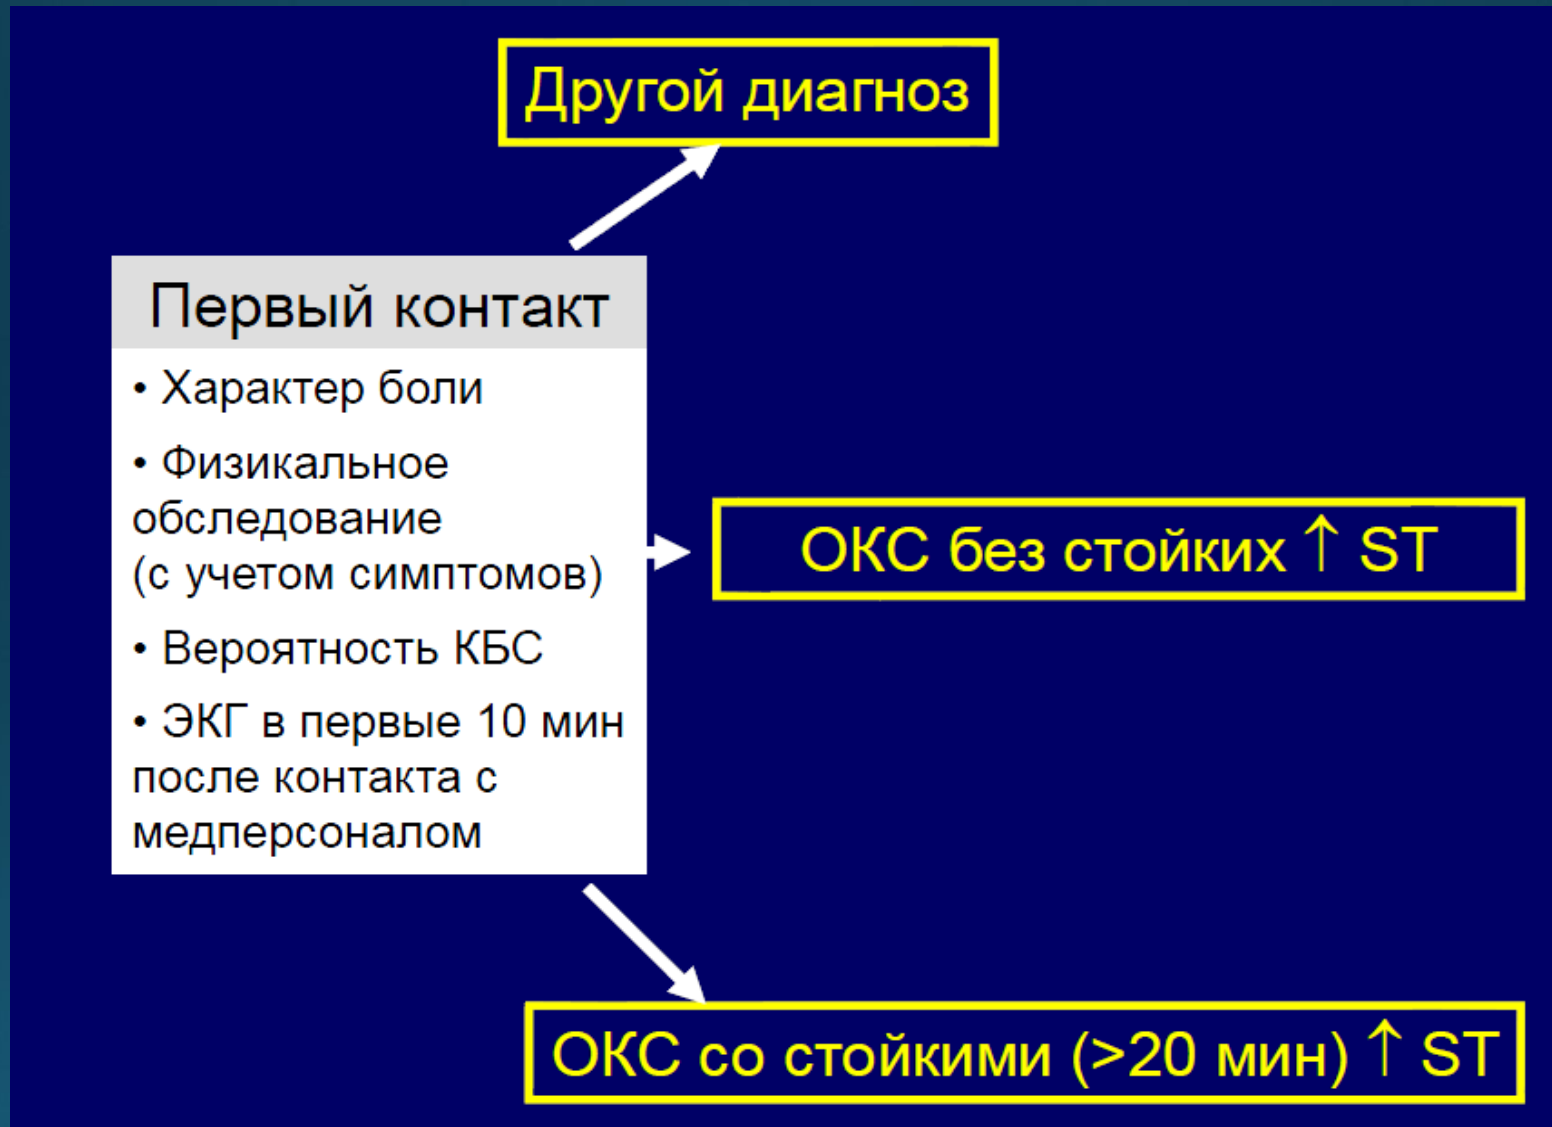 Другой диагноз
Первый контакт
• Характер боли
• Физикальное
обследование
(с учетом симптомов)
• Вероятность КБС
• ЭКГ в первые 10 мин
после контакта с
медперсоналом
ОКС без стойких ↑ ST
ОКС со стойкими (>20 мин) ↑ ST